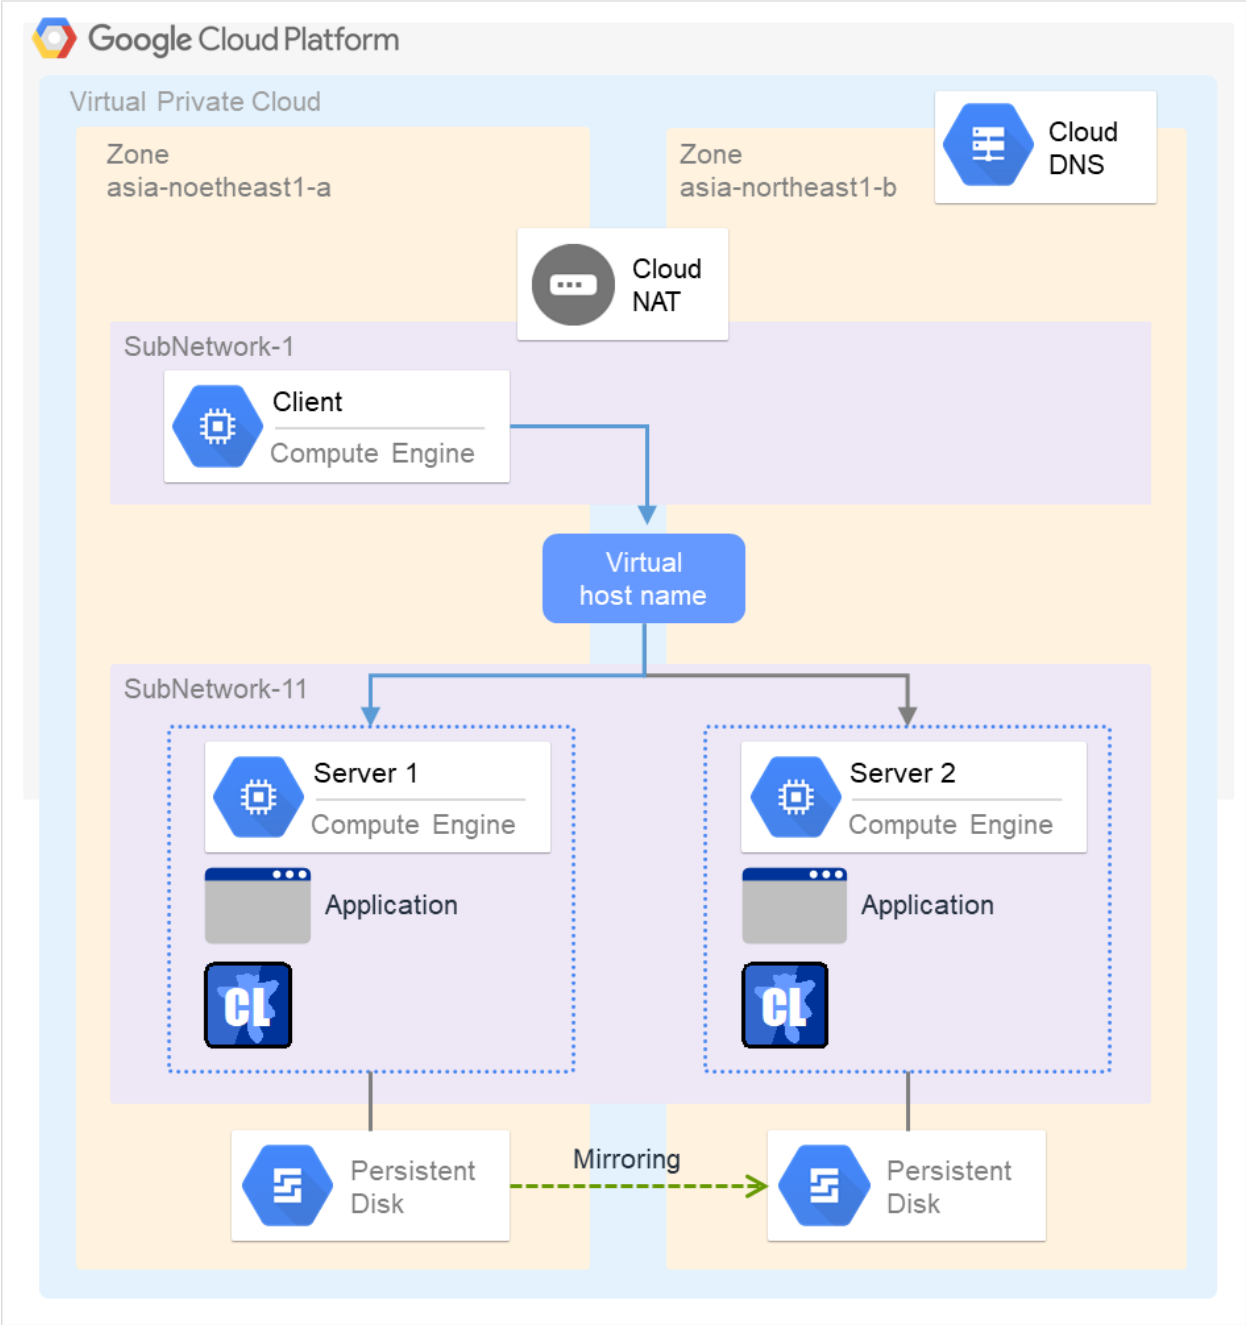 Google Cloud Platform
Virtual Private Cloud
Zone
asia-noetheast1-a
Zone
asia-northeast1-b
Cloud
DNS
Cloud
NAT
SubNetwork-1
Client
Compute Engine
Virtual
host name
SubNetwork-11
Server 1
Compute Engine
Application
CL
Server 2
Compute Engine
Application
CL
Persistent
Disk
Mirroring
Persistent
Disk